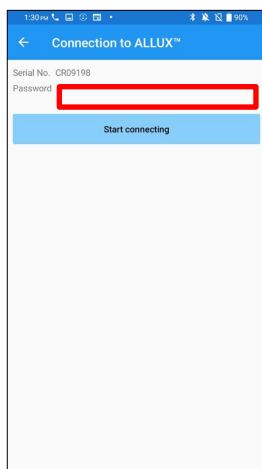 1:30 PM 90%
Connection to ALLUX™
Serial No. CR09198
Password
Start connecting